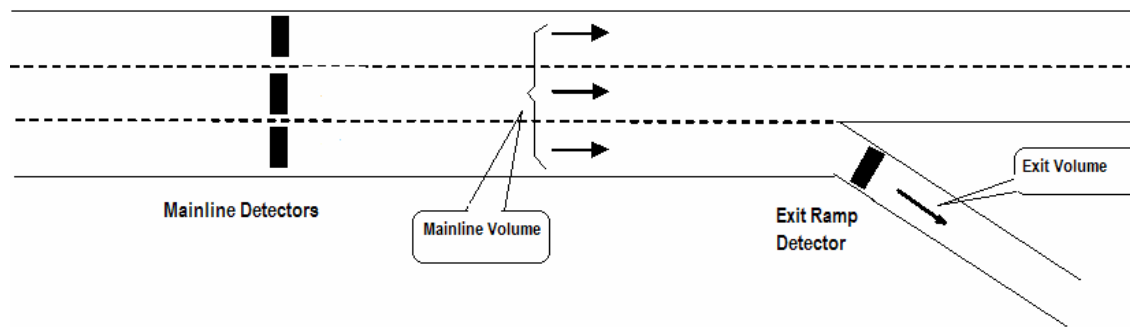 Mainline Detectors
Mainline Volume
Exit Ramp
Detector
Exit Volume